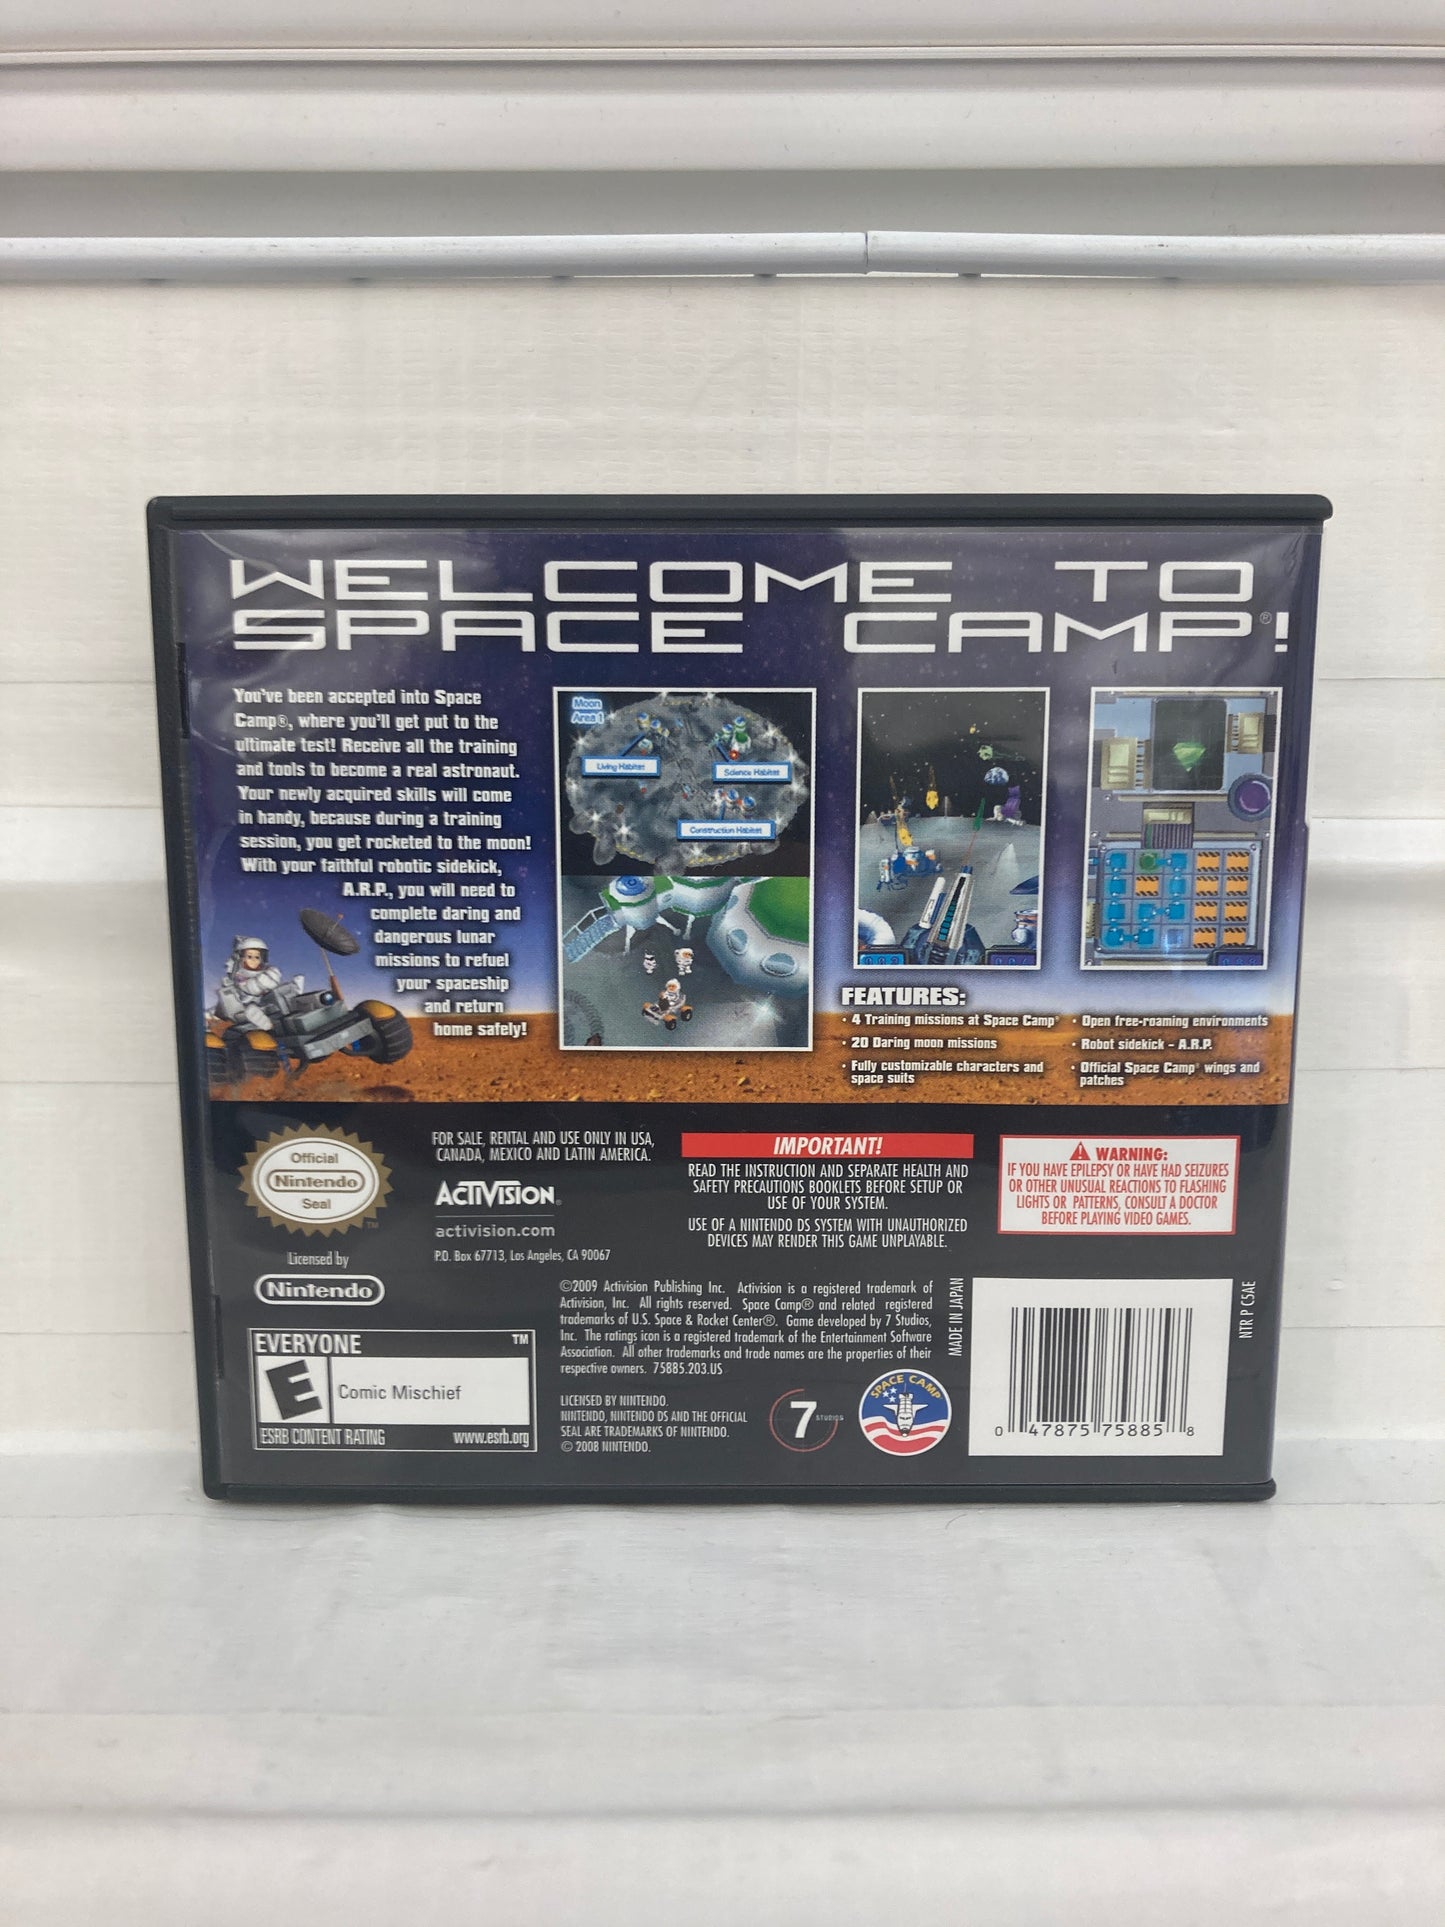 WELCOME TO
SPACE CAMP®!
You've been accepted into Space
Camp®, where you'll get put to the
ultimate test! Receive all the training
and tools to become a real astronaut.
Your newly acquired skills will come
in handy, because during a training
session, you get rocketed to the moon!
With your faithful robotic sidekick,
A.R.P., you will need to
complete daring and
dangerous lunar
missions to refuel
your spaceship
and return
home safely!
Moon
Area 1
Living Habitat
Science Habitat
Construction Habitat
FEATURES:
• 4 Training missions at Space Camp®
• 20 Daring moon missions
• Fully customizable characters and
space suits
• Open free-roaming environments
• Robot sidekick - A.R.P.
• Official Space Camp® wings and
patches
Official
Nintendo
Seal
TM
Licensed by
Nintendo
FOR SALE, RENTAL AND USE ONLY IN USA,
CANADA, MEXICO AND LATIN AMERICA.
ACTIVISION®
activision.com
P.O. Box 67713, Los Angeles, CA 90067
IMPORTANT!
READ THE INSTRUCTION AND SEPARATE HEALTH AND
SAFETY PRECAUTIONS BOOKLETS BEFORE SETUP OR
USE OF YOUR SYSTEM.
USE OF A NINTENDO DS SYSTEM WITH UNAUTHORIZED
DEVICES MAY RENDER THIS GAME UNPLAYABLE.
WARNING:
IF YOU HAVE EPILEPSY OR HAVE HAD SEIZURES
OR OTHER UNUSUAL REACTIONS TO FLASHING
LIGHTS OR PATTERNS, CONSULT A DOCTOR
BEFORE PLAYING VIDEO GAMES.
EVERYONE TM
E
Comic Mischief
ESRB CONTENT RATING www.esrb.org
©2009 Activision Publishing Inc. Activision is a registered trademark of
Activision, Inc. All rights reserved. Space Camp® and related registered
trademarks of U.S. Space & Rocket Center®. Game developed by 7 Studios,
Inc. The ratings icon is a registered trademark of the Entertainment Software
Association. All other trademarks and trade names are the properties of their
respective owners. 75885.203.US
LICENSED BY NINTENDO.
NINTENDO, NINTENDO DS AND THE OFFICIAL
SEAL ARE TRADEMARKS OF NINTENDO.
© 2008 NINTENDO.
7 STUDIOS
SPACE CAMP
MADE IN JAPAN
0 47875 75885 8
NTR P C5AE